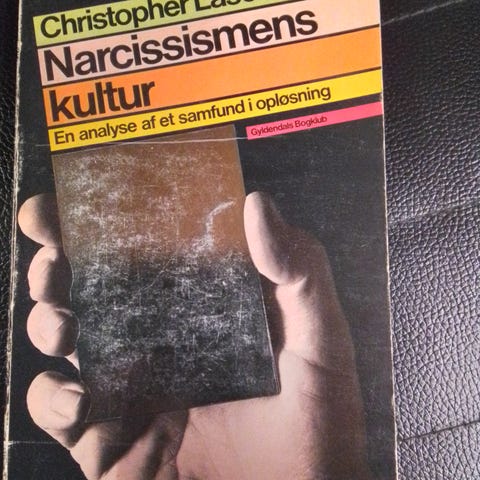 Christopher
Narcissismens
kultur
En analyse af et samfund i opløsning
Gyldendals Bogklub